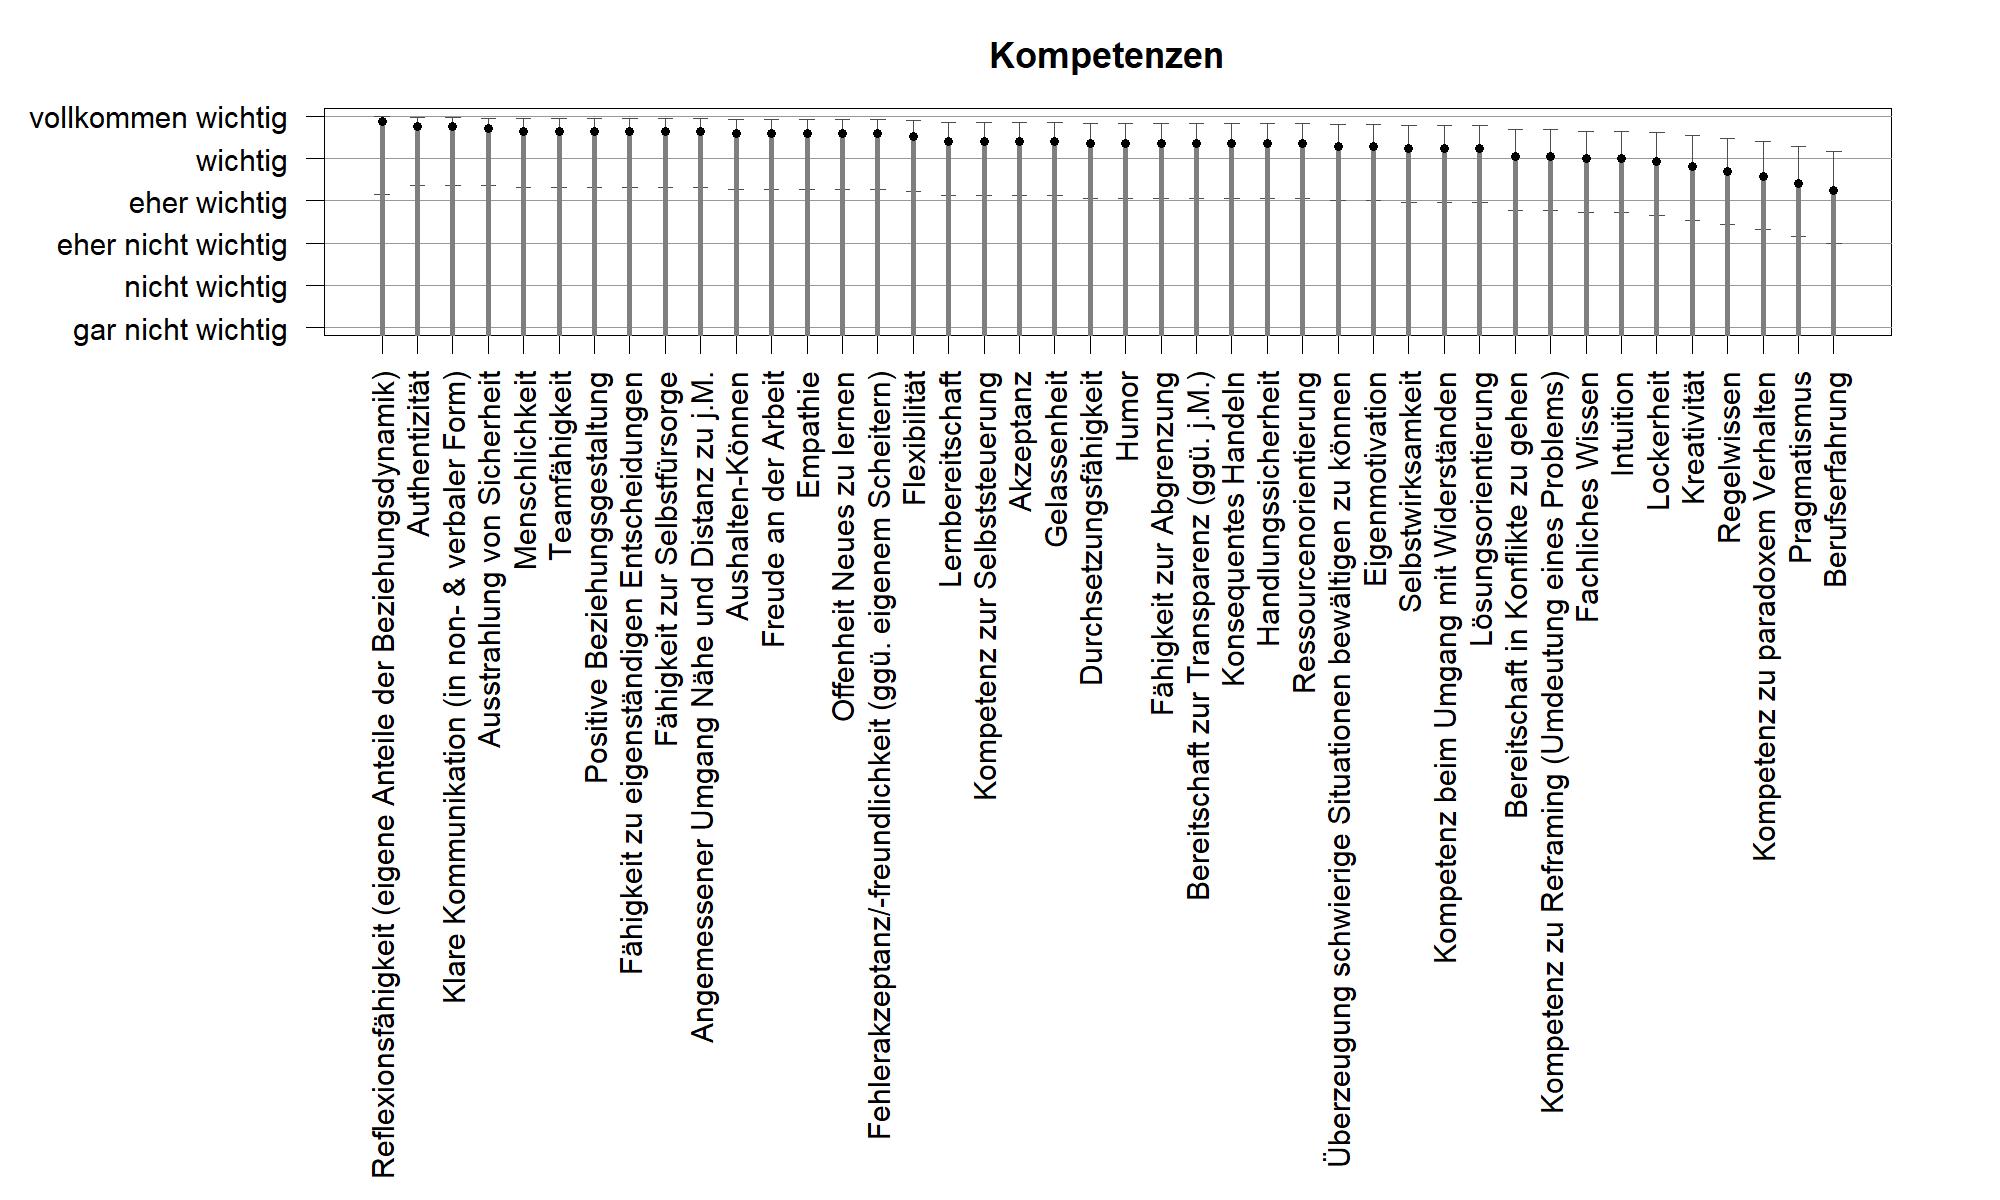 Kompetenzen
vollkommen wichtig
wichtig
eher wichtig
eher nicht wichtig
nicht wichtig
gar nicht wichtig
Reflexionsfähigkeit (eigene Anteile der Beziehungsdynamik)
Authentizität
Klare Kommunikation (in non- & verbaler Form)
Ausstrahlung von Sicherheit
Menschlichkeit
Teamfähigkeit
Positive Beziehungsgestaltung
Fähigkeit zu eigenständigen Entscheidungen
Fähigkeit zur Selbstfürsorge
Angemessener Umgang Nähe und Distanz zu j.M.
Aushalten-Können
Freude an der Arbeit
Empathie
Offenheit Neues zu lernen
Fehlerakzeptanz/-freundlichkeit (ggü. eigenem Scheitern)
Flexibilität
Lernbereitschaft
Kompetenz zur Selbststeuerung
Akzeptanz
Gelassenheit
Durchsetzungsfähigkeit
Humor
Fähigkeit zur Abgrenzung
Bereitschaft zur Transparenz (ggü. j.M.)
Konsequentes Handeln
Handlungssicherheit
Ressourcenorientierung
Überzeugung schwierige Situationen bewältigen zu können
Eigenmotivation
Selbstwirksamkeit
Kompetenz beim Umgang mit Widerständen
Lösungsorientierung
Bereitschaft in Konflikte zu gehen
Kompetenz zu Reframing (Umdeutung eines Problems)
Fachliches Wissen
Intuition
Lockerheit
Kreativität
Regelwissen
Kompetenz zu paradoxem Verhalten
Pragmatismus
Berufserfahrung